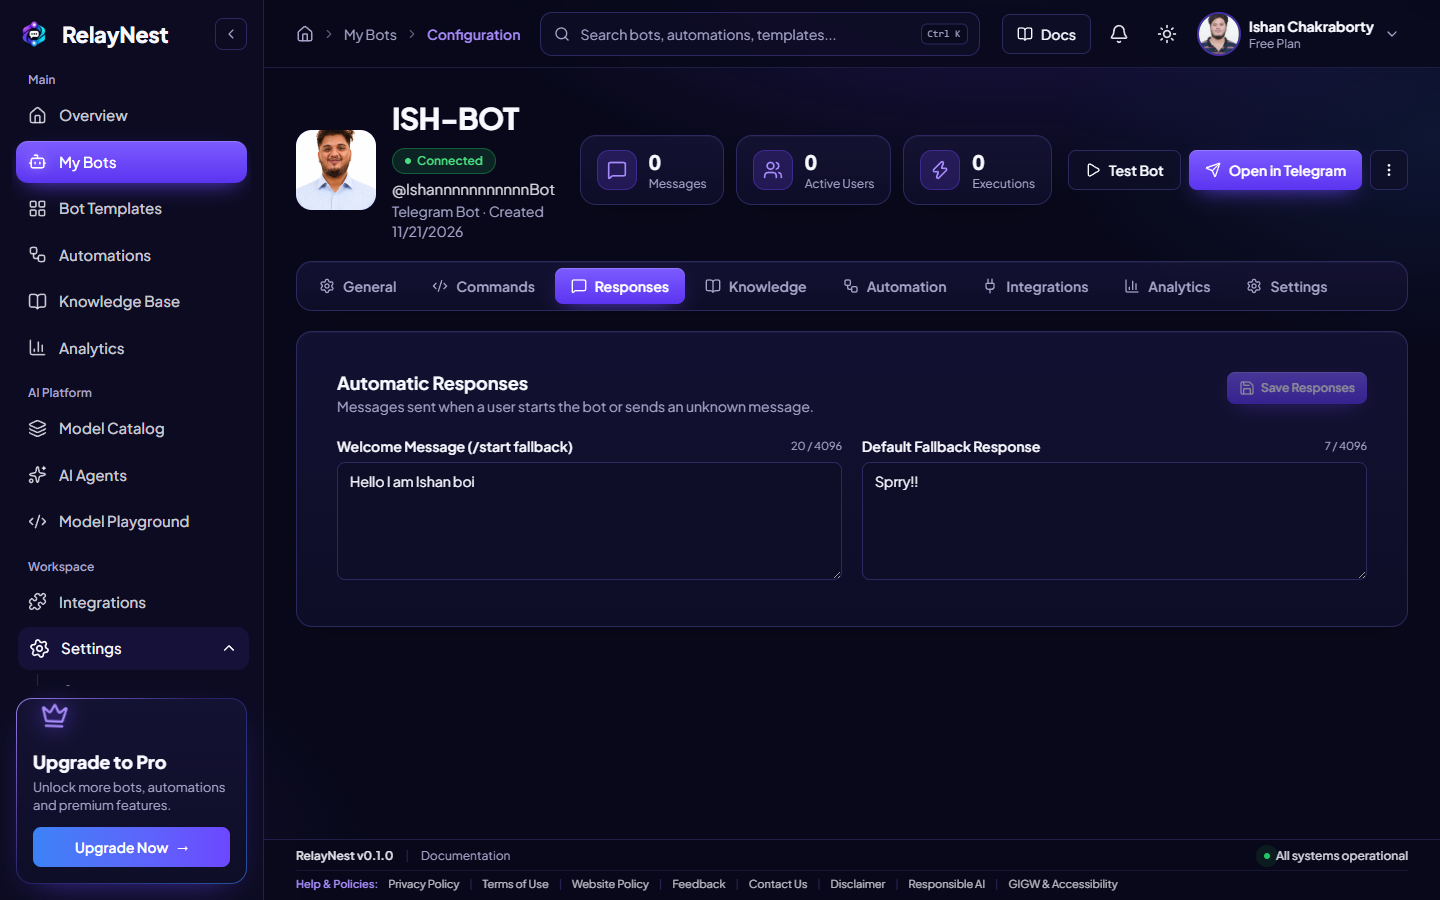 RelayNest
Main
Overview
My Bots
Bot Templates
Automations
Knowledge Base
Analytics
AI Platform
Model Catalog
AI Agents
Model Playground
Workspace
Integrations
Settings
Upgrade to Pro
Unlock more bots, automations
and premium features.
Upgrade Now →
My Bots
Configuration
Search bots, automations, templates...
Ctrl K
Docs
Ishan Chakraborty
Free Plan
ISH-BOT
Connected
@IshannnnnnnnnnBot
Telegram Bot · Created
11/21/2026
0
Messages
0
Active Users
0
Executions
Test Bot
Open in Telegram
General
Commands
Responses
Knowledge
Automation
Integrations
Analytics
Settings
Automatic Responses
Messages sent when a user starts the bot or sends an unknown message.
Save Responses
Welcome Message (/start fallback)
20 / 4096
Hello I am Ishan boi
Default Fallback Response
7 / 4096
Sprry!!
RelayNest v0.1.0
Documentation
All systems operational
Help & Policies:
Privacy Policy
Terms of Use
Website Policy
Feedback
Contact Us
Disclaimer
Responsible AI
GIGW & Accessibility